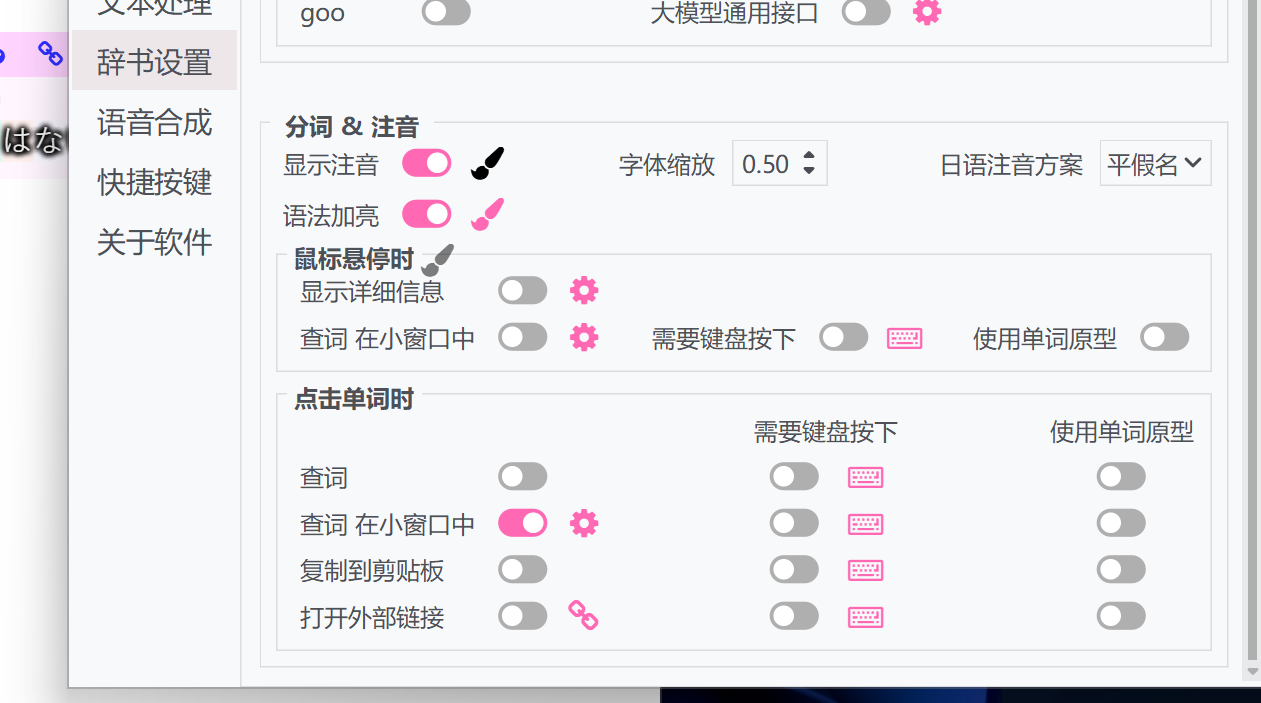 文本处理
goo 大模型通用接口
辞书设置
语音合成
分词 & 注音
はな
显示注音 字体缩放 0.50 日语注音方案 平假名
快捷按键
语法加亮
关于软件
鼠标悬停时
显示详细信息
查词 在小窗口中 需要键盘按下 使用单词原型
点击单词时
需要键盘按下 使用单词原型
查词
查词 在小窗口中
复制到剪贴板
打开外部链接